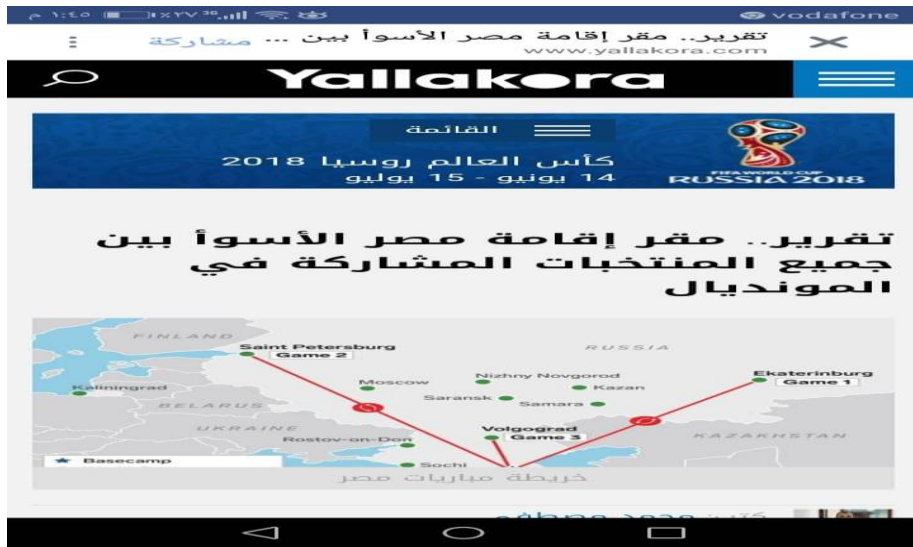 vodafone
٢٧٪
١:٤٥ م
تقرير.. مقر إقامة مصر الأسوأ بين ...
مشاركة
www.yallakora.com
Yallakora
القائمة
كأس العالم روسيا 2018
14 يونيو - 15 يوليو
FIFA WORLD CUP
RUSSIA 2018
تقرير.. مقر إقامة مصر الأسوأ بين
جميع المنتخبات المشاركة في
المونديال
FINLAND
RUSSIA
Saint Petersburg
Game 2
Nizhny Novgorod
Ekaterinburg
Game 1
Kaliningrad
Moscow
Kazan
Saransk
Samara
BELARUS
UKRAINE
Volgograd
Game 3
KAZAKHSTAN
Rostov-on-Don
Basecamp
Sochi
خريطة مباريات مصر